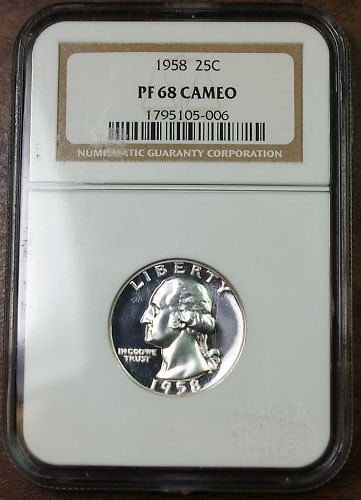 1958 25C
PF 68 CAMEO
1795105-006
NUMISMATIC GUARANTY CORPORATION
LIBERTY
IN GOD WE
TRUST
1958